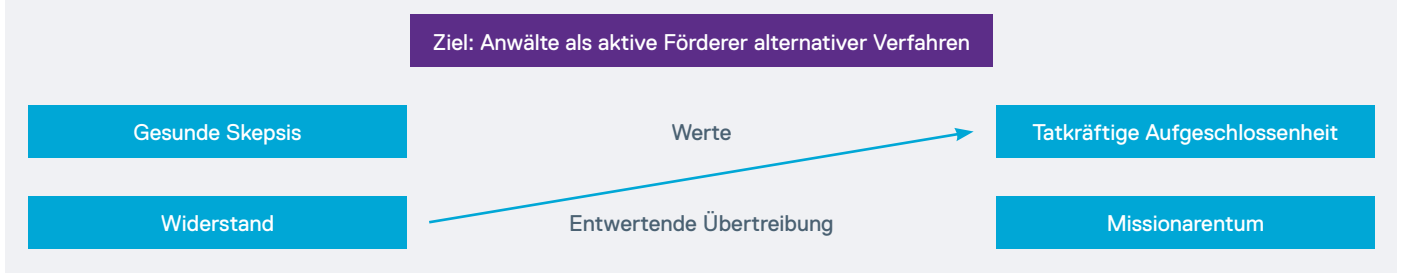 Ziel: Anwälte als aktive Förderer alternativer Verfahren
Gesunde Skepsis
Werte
Tatkräftige Aufgeschlossenheit
Widerstand
Entwertende Übertreibung
Missionarentum